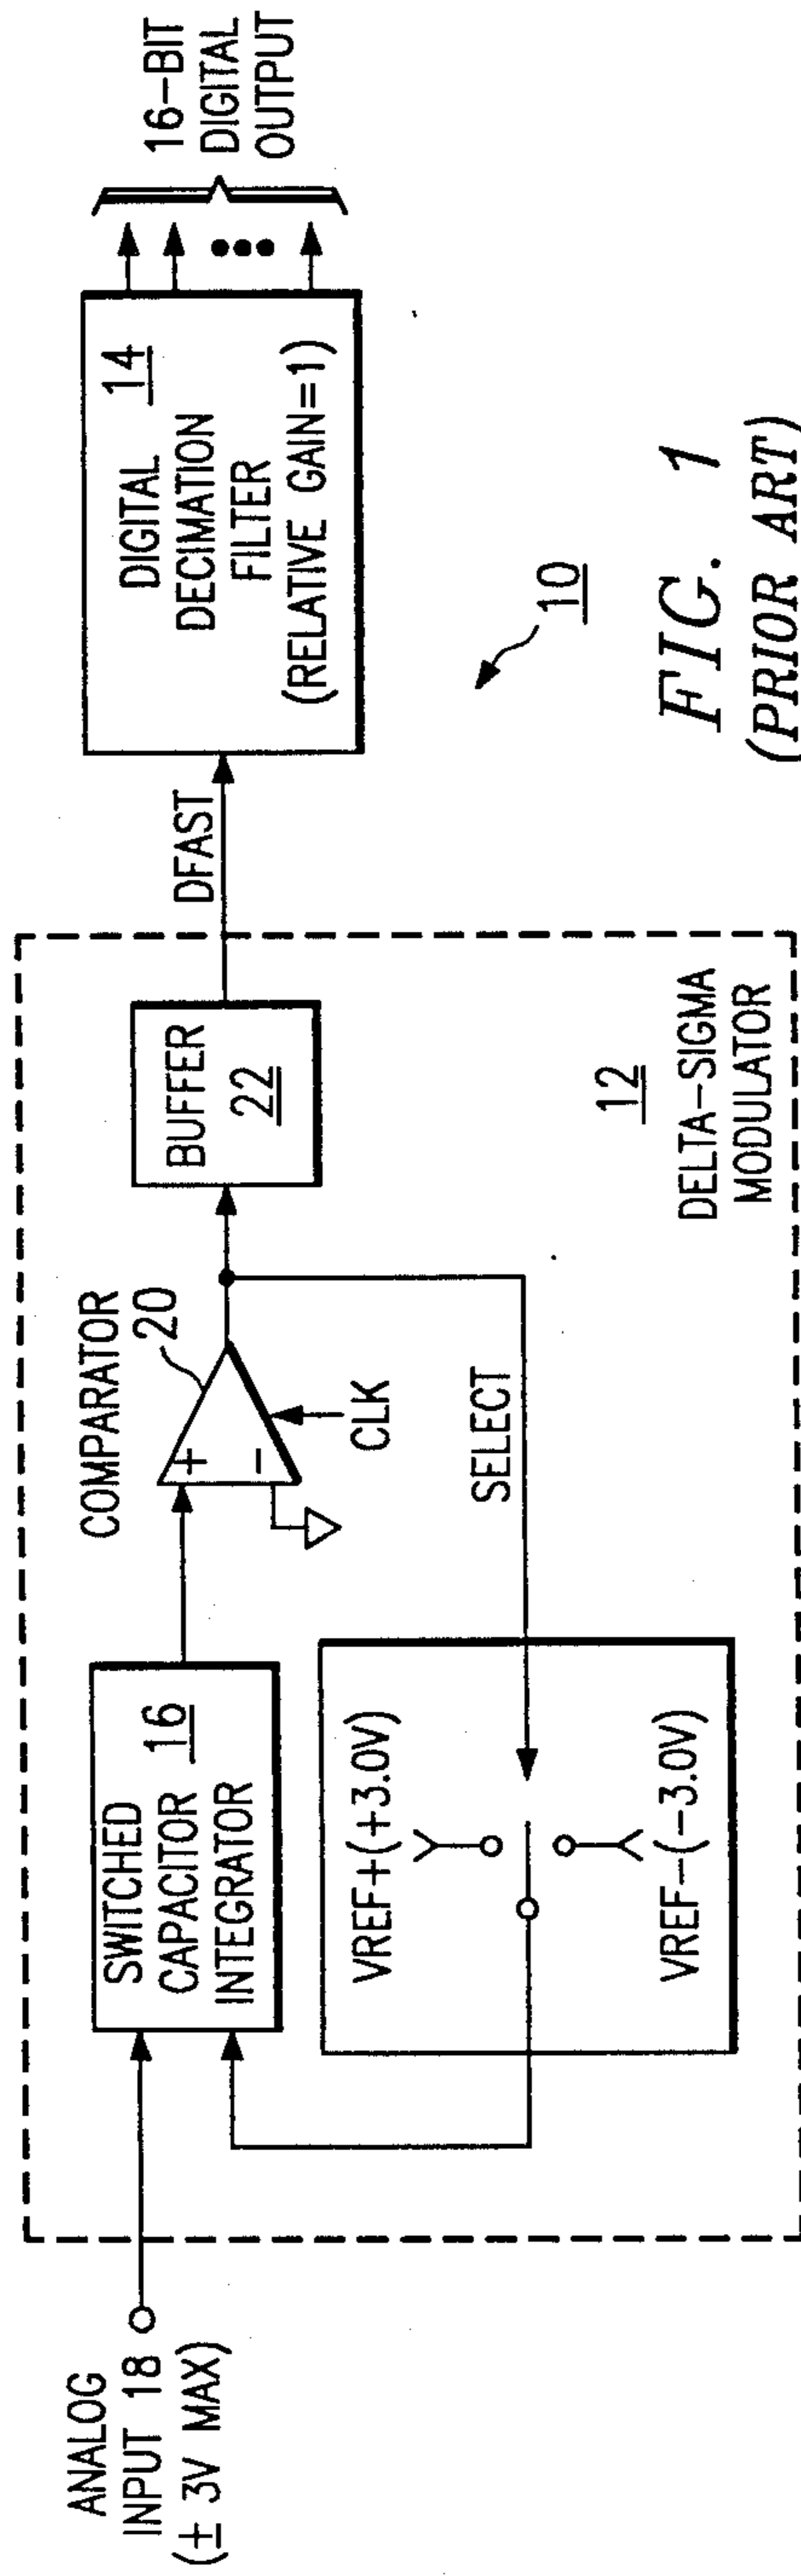 ANALOG
INPUT 18
(± 3V MAX)
SWITCHED
CAPACITOR 16
INTEGRATOR
VREF+(+3.0V)
VREF−(−3.0V)
COMPARATOR
20
+
−
CLK
SELECT
BUFFER
22
12
DELTA−SIGMA
MODULATOR
DFAST
14
DIGITAL
DECIMATION
FILTER
(RELATIVE GAIN=1)
16−BIT
DIGITAL
OUTPUT
10
FIG. 1
(PRIOR ART)